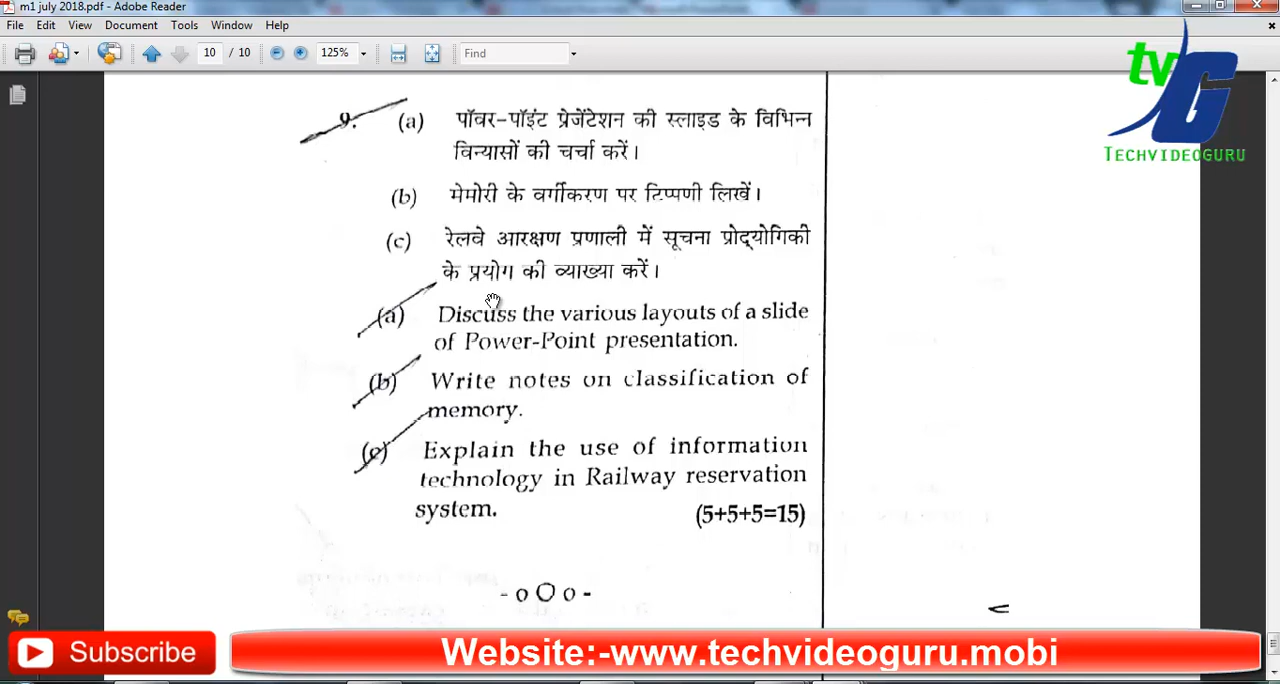 m1 july 2018.pdf - Adobe Reader
File Edit View Document Tools Window Help
10 / 10 125% Find
tvG
TECHVIDEOGURU
9. (a) पॉवर-पॉइंट प्रेजेंटेशन की स्लाइड के विभिन्न
विन्यासों की चर्चा करें।
(b) मेमोरी के वर्गीकरण पर टिप्पणी लिखें।
(c) रेलवे आरक्षण प्रणाली में सूचना प्रोद्योगिकी
के प्रयोग की व्याख्या करें।
(a) Discuss the various layouts of a slide
of Power-Point presentation.
(b) Write notes on classification of
memory.
(c) Explain the use of information
technology in Railway reservation
system. (5+5+5=15)
- o O o -
Subscribe
Website:-www.techvideoguru.mobi